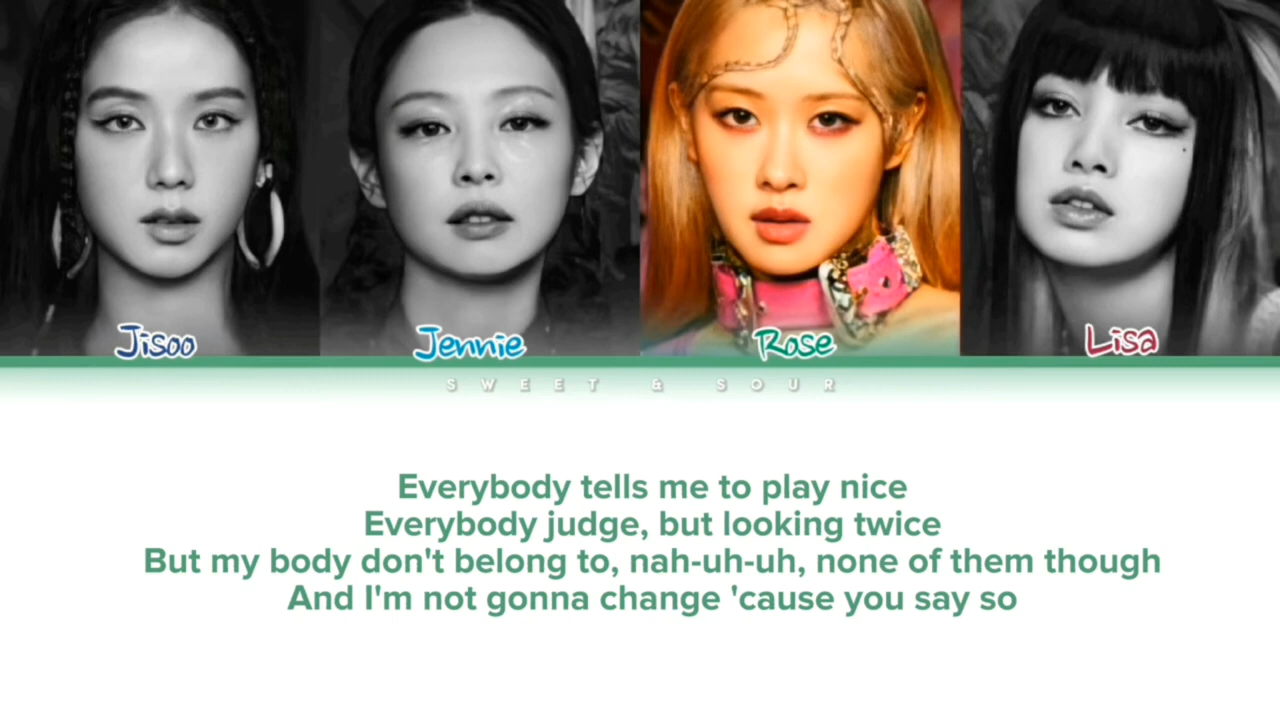 Jisoo Jennie Rose Lisa
SWEET & SOUR
Everybody tells me to play nice
Everybody judge, but looking twice
But my body don't belong to, nah-uh-uh, none of them though
And I'm not gonna change 'cause you say so